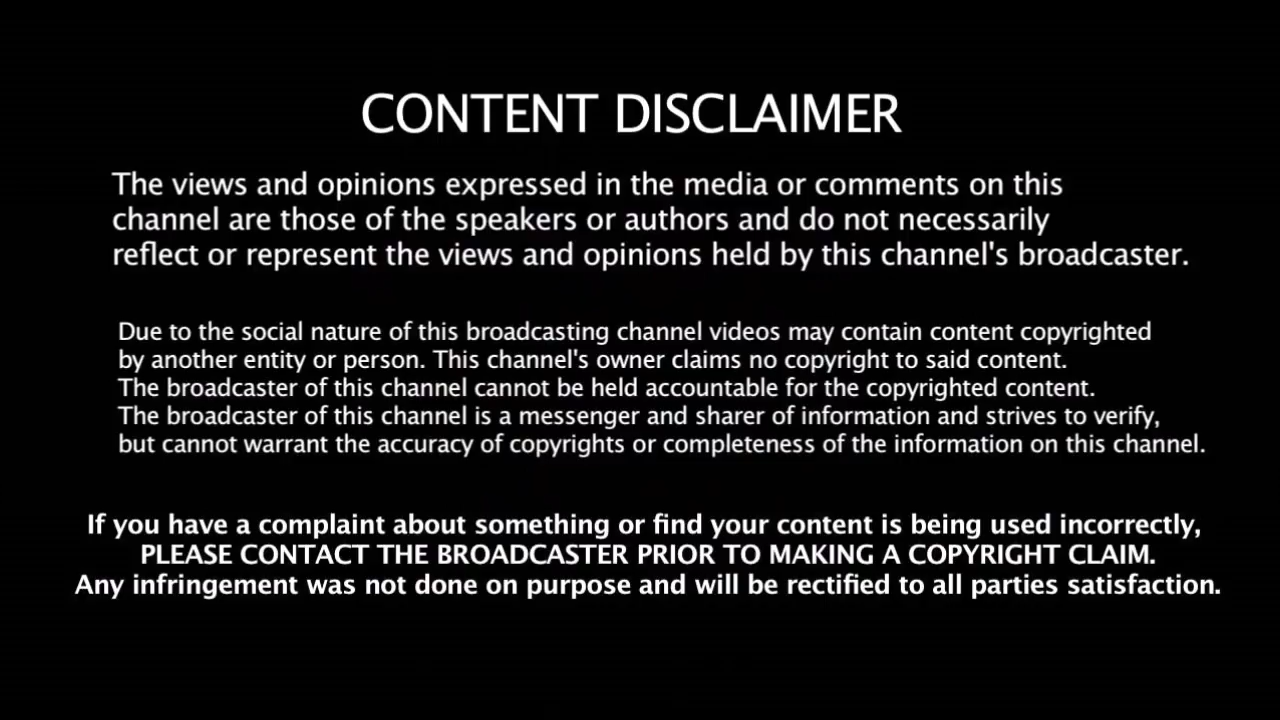 CONTENT DISCLAIMER
The views and opinions expressed in the media or comments on this
channel are those of the speakers or authors and do not necessarily
reflect or represent the views and opinions held by this channel's broadcaster.
Due to the social nature of this broadcasting channel videos may contain content copyrighted
by another entity or person. This channel's owner claims no copyright to said content.
The broadcaster of this channel cannot be held accountable for the copyrighted content.
The broadcaster of this channel is a messenger and sharer of information and strives to verify,
but cannot warrant the accuracy of copyrights or completeness of the information on this channel.
If you have a complaint about something or find your content is being used incorrectly,
PLEASE CONTACT THE BROADCASTER PRIOR TO MAKING A COPYRIGHT CLAIM.
Any infringement was not done on purpose and will be rectified to all parties satisfaction.